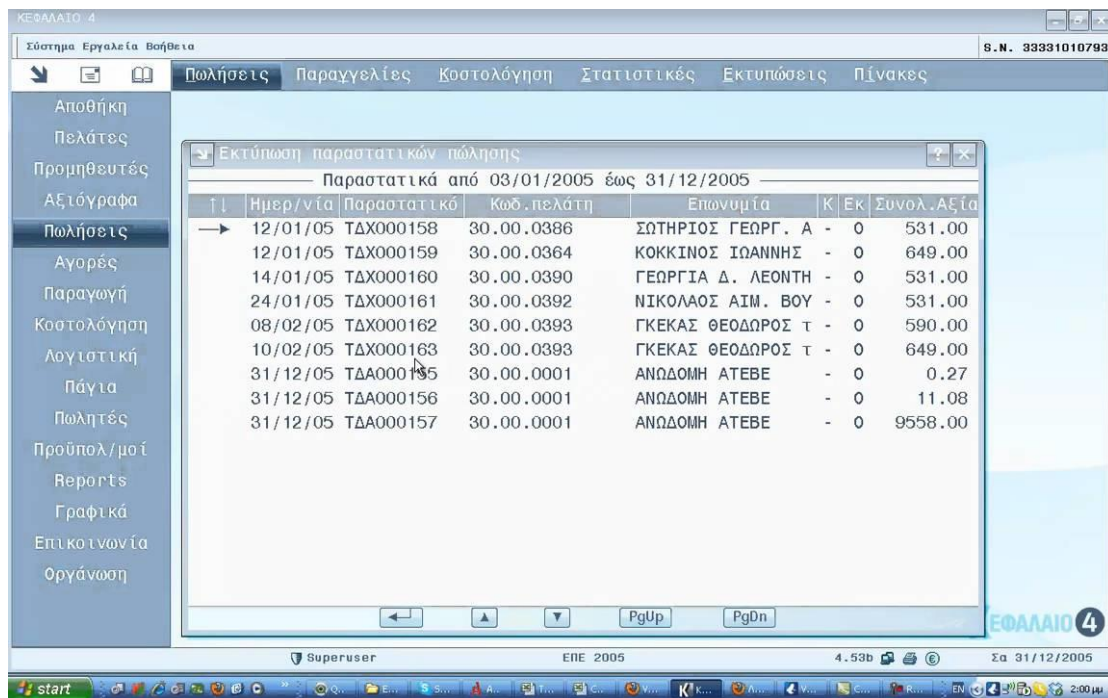 ΚΕΦΑΛΑΙΟ 4
Σύστημα Εργαλεία Βοήθεια
S.N. 33331010793
Πωλήσεις Παραγγελίες Κοστολόγηση Στατιστικές Εκτυπώσεις Πίνακες
Αποθήκη
Πελάτες
Προμηθευτές
Αξιόγραφα
Πωλήσεις
Αγορές
Παραγωγή
Κοστολόγηση
Λογιστική
Πάγια
Πωλητές
Προϋπολ/μοί
Reports
Γραφικά
Επικοινωνία
Οργάνωση
Εκτύπωση παραστατικών πώλησης
Παραστατικά από 03/01/2005 έως 31/12/2005
↑↓ Ημερ/νία Παραστατικό Κωδ.πελάτη Επωνυμία Κ Εκ Συνολ.Αξία
12/01/05 ΤΔΧ000158 30.00.0386 ΣΩΤΗΡΙΟΣ ΓΕΩΡΓ. Α - 0 531.00
12/01/05 ΤΔΧ000159 30.00.0364 ΚΟΚΚΙΝΟΣ ΙΩΑΝΝΗΣ - 0 649.00
14/01/05 ΤΔΧ000160 30.00.0390 ΓΕΩΡΓΙΑ Δ. ΛΕΟΝΤΗ - 0 531.00
24/01/05 ΤΔΧ000161 30.00.0392 ΝΙΚΟΛΑΟΣ ΑΙΜ. ΒΟΥ - 0 531.00
08/02/05 ΤΔΧ000162 30.00.0393 ΓΚΕΚΑΣ ΘΕΟΔΩΡΟΣ τ - 0 590.00
10/02/05 ΤΔΧ000163 30.00.0393 ΓΚΕΚΑΣ ΘΕΟΔΩΡΟΣ τ - 0 649.00
31/12/05 30.00.0001 ΑΝΩΔΟΜΗ ΑΤΕΒΕ - 0 0.27
31/12/05 ΤΔΑ000156 30.00.0001 ΑΝΩΔΟΜΗ ΑΤΕΒΕ - 0 11.08
31/12/05 ΤΔΑ000157 30.00.0001 ΑΝΩΔΟΜΗ ΑΤΕΒΕ - 0 9558.00
PgUp PgDn
ΚΕΦΑΛΑΙΟ 4
Superuser ΕΠΕ 2005 4.53b Σα 31/12/2005
start EN 2:00 μμ